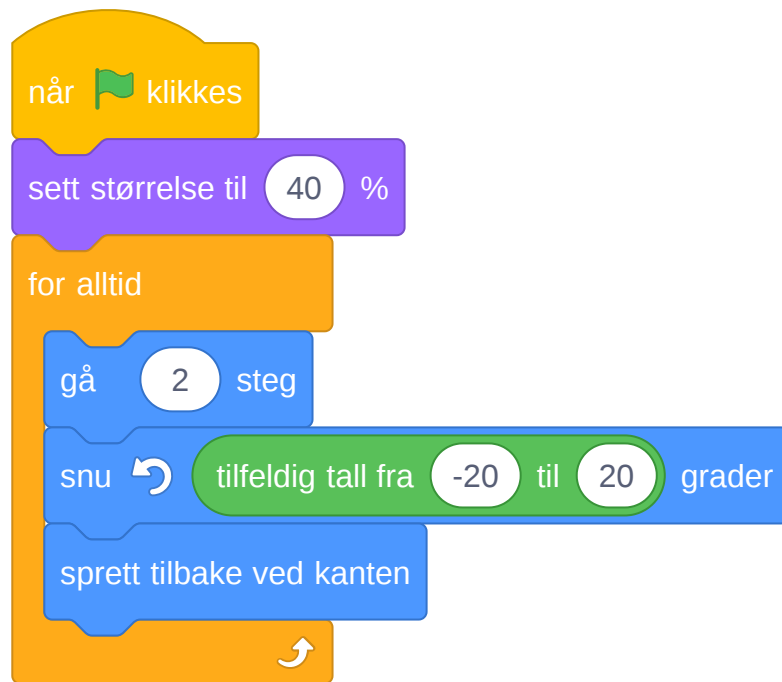 når klikkes
sett størrelse til 40 %
for alltid
gå 2 steg
snu tilfeldig tall fra -20 til 20 grader
sprett tilbake ved kanten